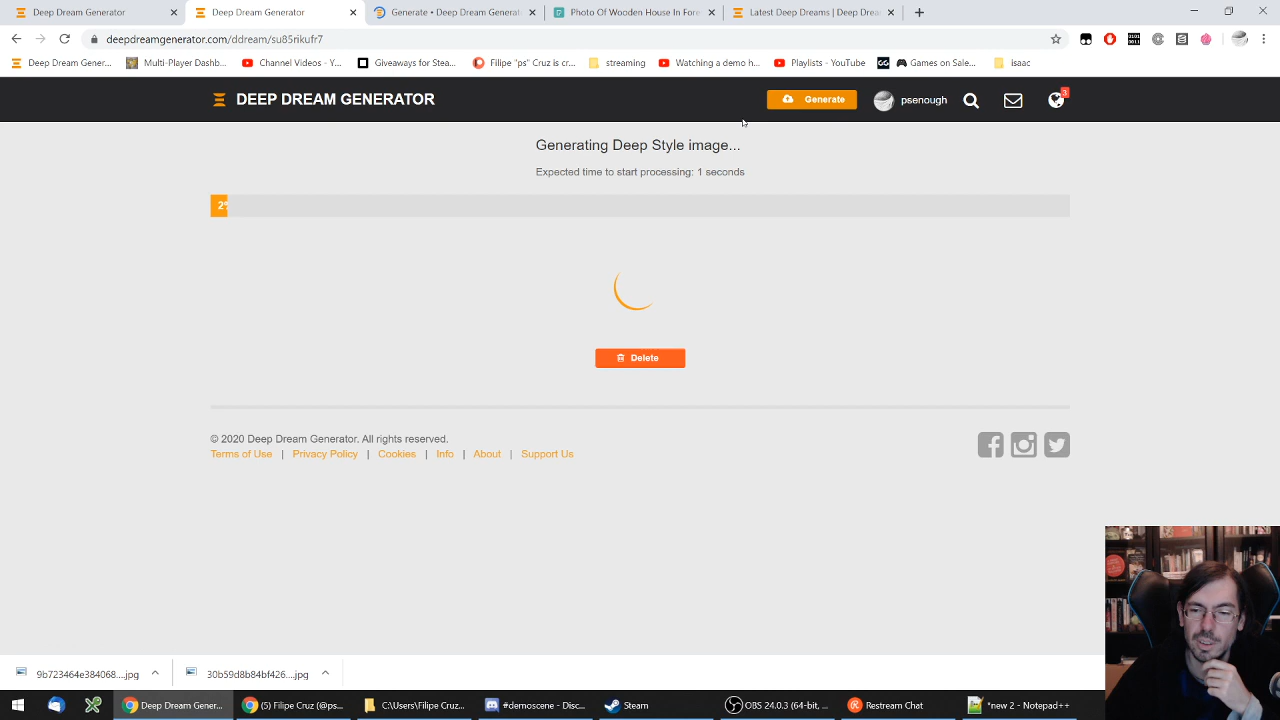 Deep Dream Generator
Deep Dream Generator
Generate • Deep Dream Generat
Photo Of Wooden House In Fore
Latest Deep Dreams | Deep Drea
deepdreamgenerator.com/ddream/su85rikufr7
Deep Dream Gener...
Multi-Player Dashb...
Channel Videos - Y...
Giveaways for Stea...
Filipe "ps" Cruz is cr...
streaming
Watching a demo h...
Playlists - YouTube
GG
Games on Sale...
isaac
DEEP DREAM GENERATOR
Generate
psenough
3
Generating Deep Style image...
Expected time to start processing: 1 seconds
2%
Delete
© 2020 Deep Dream Generator. All rights reserved.
Terms of Use | Privacy Policy | Cookies | Info | About | Support Us
9b723464e384068....jpg
30b59d8b84bf426....jpg
Deep Dream Gener...
(5) Filipe Cruz (@ps...
C:\Users\Filipe Cruz...
#demoscene - Disc...
Steam
OBS 24.0.3 (64-bit, ...
Restream Chat
*new 2 - Notepad++